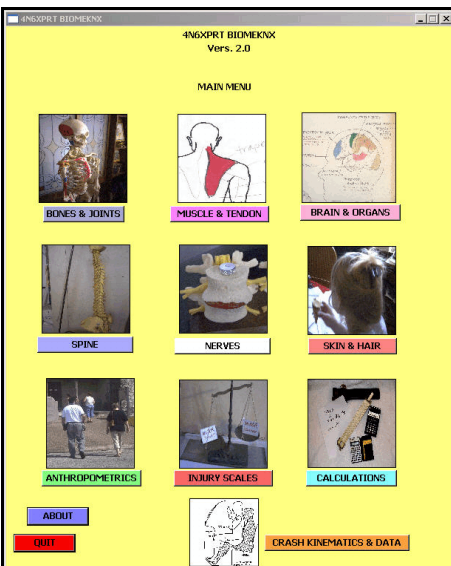 4N6XPRT BIOMEKNX
4N6XPRT BIOMEKNX
Vers. 2.0
MAIN MENU
BONES & JOINTS
MUSCLE & TENDON
BRAIN & ORGANS
SPINE
NERVES
SKIN & HAIR
ANTHROPOMETRICS
INJURY SCALES
CALCULATIONS
ABOUT
QUIT
CRASH KINEMATICS & DATA